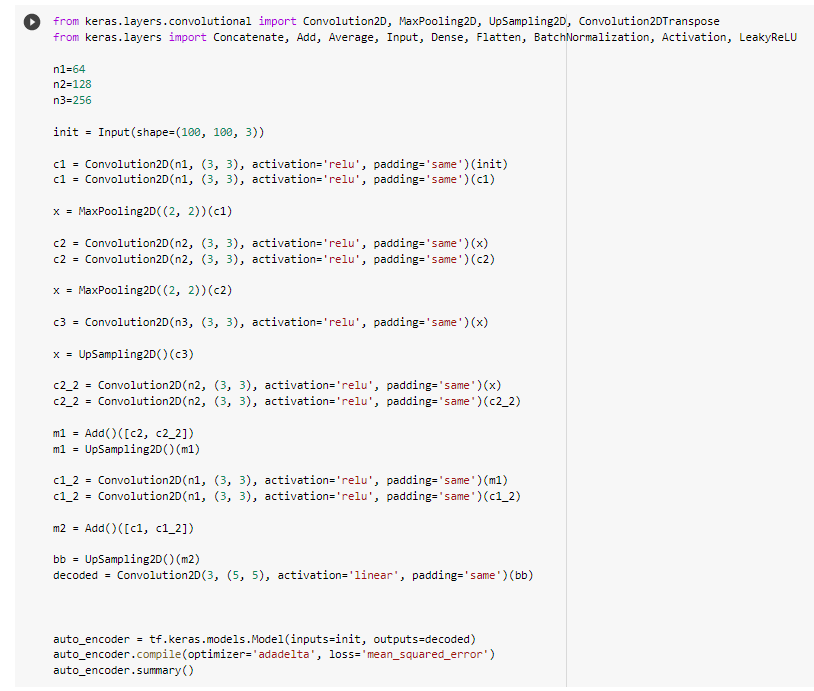 from keras.layers.convolutional import Convolution2D, MaxPooling2D, UpSampling2D, Convolution2DTranspose
from keras.layers import Concatenate, Add, Average, Input, Dense, Flatten, BatchNormalization, Activation, LeakyReLU
n1=64
n2=128
n3=256
init = Input(shape=(100, 100, 3))
c1 = Convolution2D(n1, (3, 3), activation='relu', padding='same')(init)
c1 = Convolution2D(n1, (3, 3), activation='relu', padding='same')(c1)
x = MaxPooling2D((2, 2))(c1)
c2 = Convolution2D(n2, (3, 3), activation='relu', padding='same')(x)
c2 = Convolution2D(n2, (3, 3), activation='relu', padding='same')(c2)
x = MaxPooling2D((2, 2))(c2)
c3 = Convolution2D(n3, (3, 3), activation='relu', padding='same')(x)
x = UpSampling2D()(c3)
c2_2 = Convolution2D(n2, (3, 3), activation='relu', padding='same')(x)
c2_2 = Convolution2D(n2, (3, 3), activation='relu', padding='same')(c2_2)
m1 = Add()([c2, c2_2])
m1 = UpSampling2D()(m1)
c1_2 = Convolution2D(n1, (3, 3), activation='relu', padding='same')(m1)
c1_2 = Convolution2D(n1, (3, 3), activation='relu', padding='same')(c1_2)
m2 = Add()([c1, c1_2])
bb = UpSampling2D()(m2)
decoded = Convolution2D(3, (5, 5), activation='linear', padding='same')(bb)
auto_encoder = tf.keras.models.Model(inputs=init, outputs=decoded)
auto_encoder.compile(optimizer='adadelta', loss='mean_squared_error')
auto_encoder.summary()